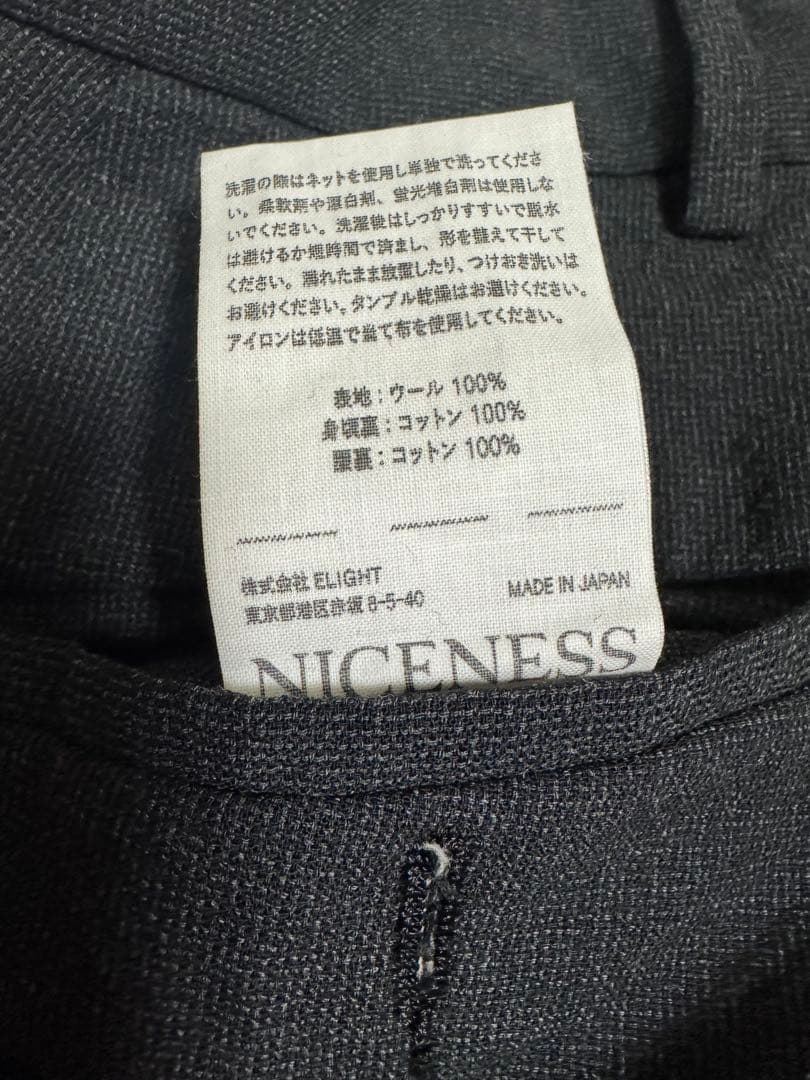 洗濯の際はネットを使用し単独で洗ってくださ
い。柔軟剤や漂白剤、蛍光増白剤は使用しな
いでください。洗濯後はしっかりすすいで脱水
は避けるか短時間で済まし、形を整えて干して
ください。濡れたまま放置したり、つけおき洗いは
お避けください。タンブル乾燥はお避けください。
アイロンは低温で当て布を使用してください。
表地：ウール 100%
身頃裏：コットン 100%
腰裏：コットン 100%
株式会社 ELIGHT
東京都港区赤坂 8-5-40
MADE IN JAPAN
NICENESS